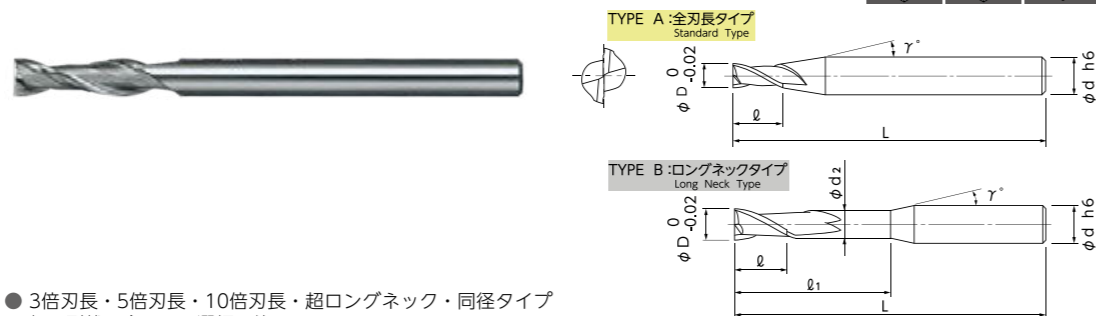 TYPE A:全刃長タイプ
Standard Type
γ°
φD 0 -0.02
φd h6
ℓ
L
TYPE B:ロングネックタイプ
Long Neck Type
φd₂
γ°
φD 0 -0.02
φd h6
ℓ
ℓ₁
L
● 3倍刃長・5倍刃長・10倍刃長・超ロングネック・同径タイプ